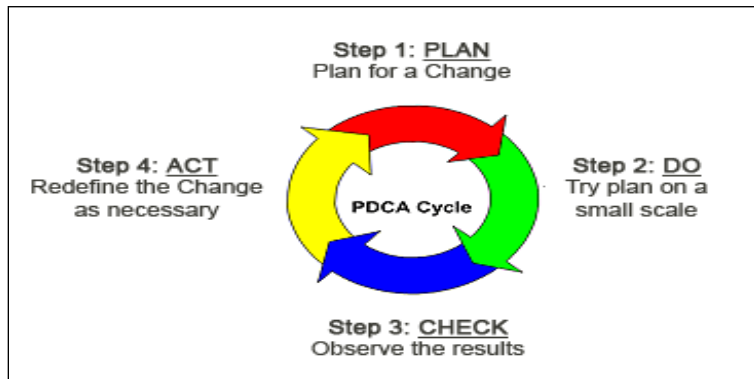 Step 1: PLAN
Plan for a Change
Step 2: DO
Try plan on a
small scale
Step 3: CHECK
Observe the results
Step 4: ACT
Redefine the Change
as necessary
PDCA Cycle